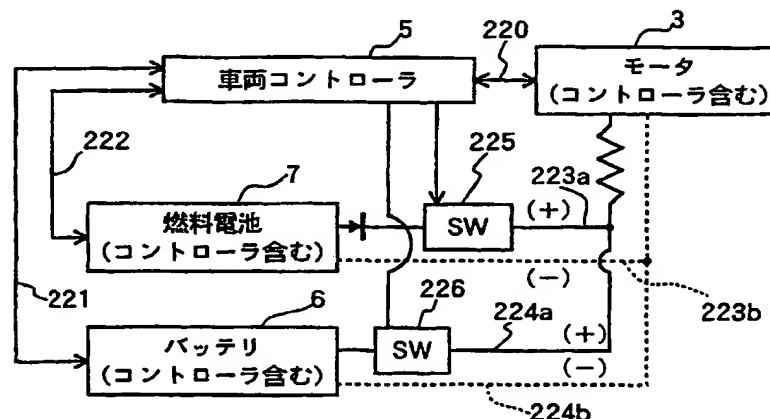 5
220
3
車両コントローラ
モータ
(コントローラ含む)
222
7
225
223a
燃料電池
(コントローラ含む)
SW
(+)
(-)
221
6
226
224a
223b
バッテリ
(コントローラ含む)
SW
(+)
(-)
224b